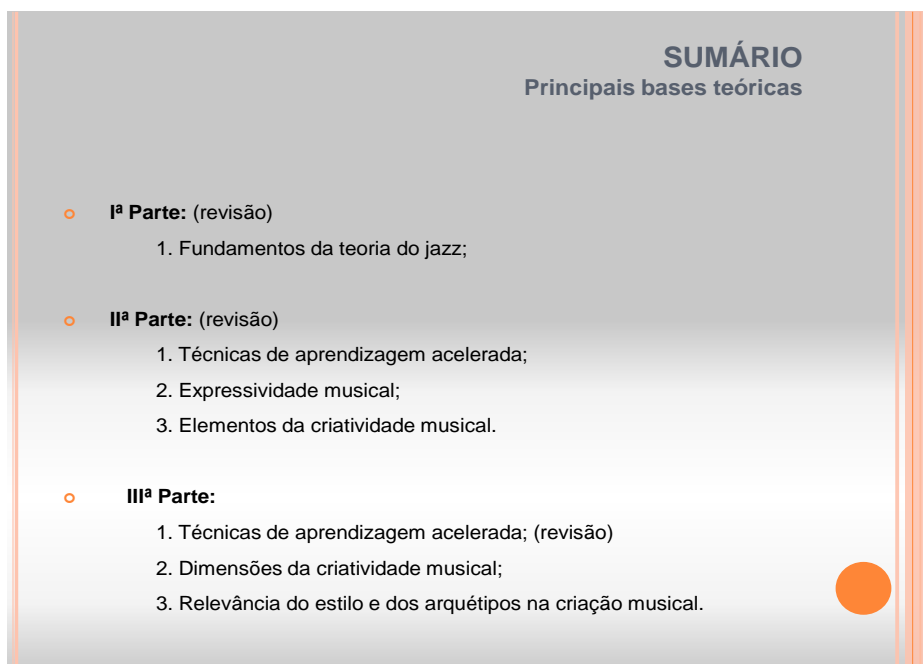 SUMÁRIO
Principais bases teóricas
Iª Parte: (revisão)
1. Fundamentos da teoria do jazz;
IIª Parte: (revisão)
1. Técnicas de aprendizagem acelerada;
2. Expressividade musical;
3. Elementos da criatividade musical.
IIIª Parte:
1. Técnicas de aprendizagem acelerada; (revisão)
2. Dimensões da criatividade musical;
3. Relevância do estilo e dos arquétipos na criação musical.